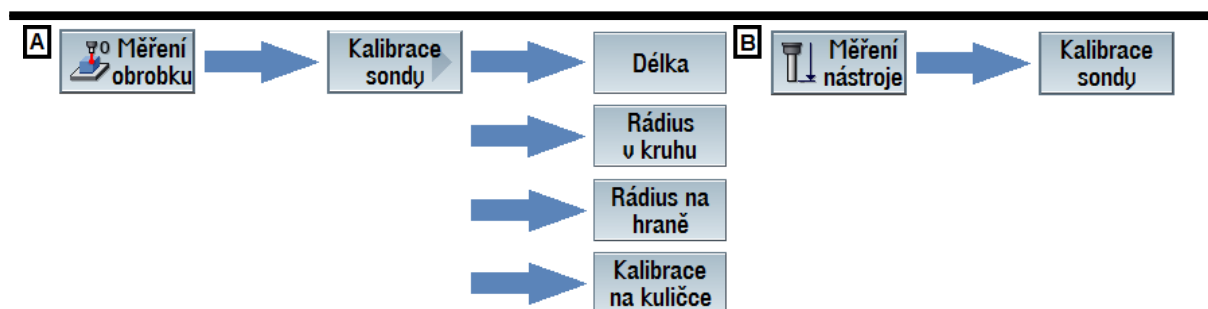 A
Měření
obrobku
Kalibrace
sondy
Délka
Rádius
v kruhu
Rádius na
hraně
Kalibrace
na kuličce
B
Měření
nástroje
Kalibrace
sondy